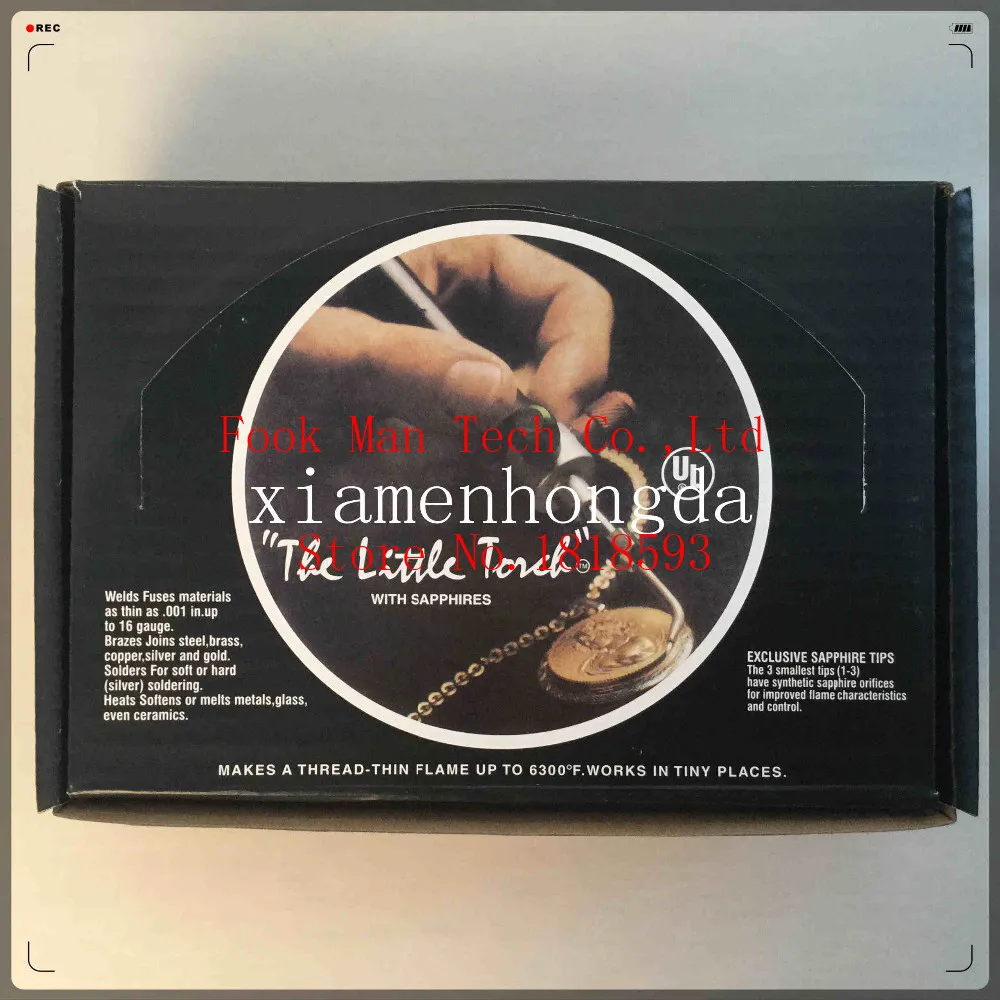 REC
Fook Man Tech Co.,Ltd
xiamenhongda
"The Little Torch"™
Store No.1818593
WITH SAPPHIRES
Welds Fuses materials
as thin as .001 in.up
to 16 gauge.
Brazes Joins steel,brass,
copper,silver and gold.
Solders For soft or hard
(silver) soldering.
Heats Softens or melts metals,glass,
even ceramics.
EXCLUSIVE SAPPHIRE TIPS
The 3 smallest tips (1-3)
have synthetic sapphire orifices
for improved flame characteristics
and control.
MAKES A THREAD-THIN FLAME UP TO 6300°F.WORKS IN TINY PLACES.